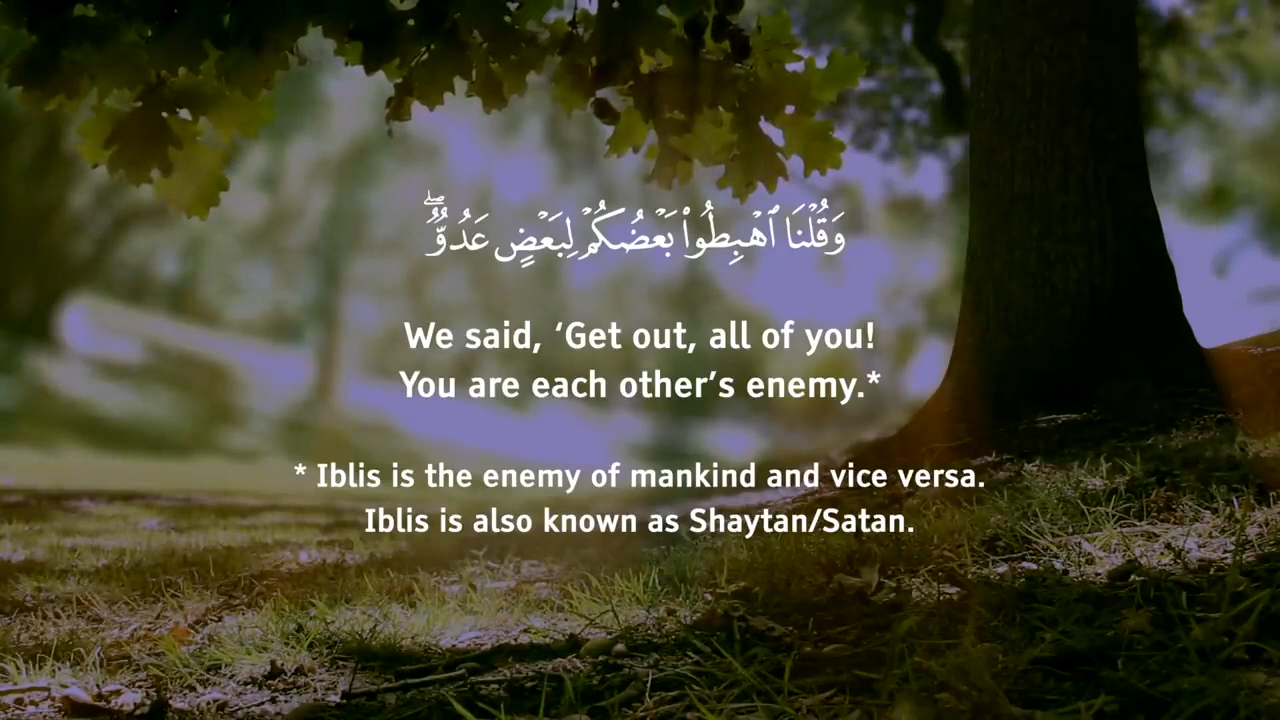 وَقُلْنَا ٱهْبِطُوا۟ بَعْضُكُمْ لِبَعْضٍ عَدُوٌّۖ
We said, ‘Get out, all of you!
You are each other’s enemy.*
* Iblis is the enemy of mankind and vice versa.
Iblis is also known as Shaytan/Satan.